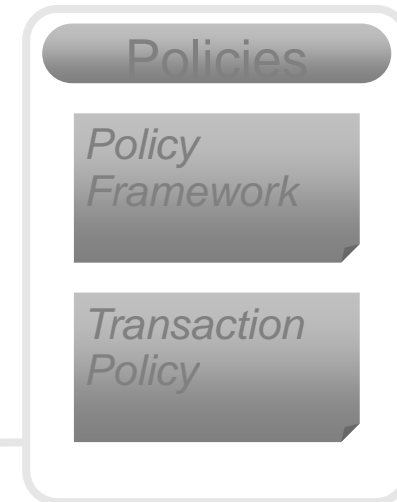 Policies
Policy
Framework
Transaction
Policy